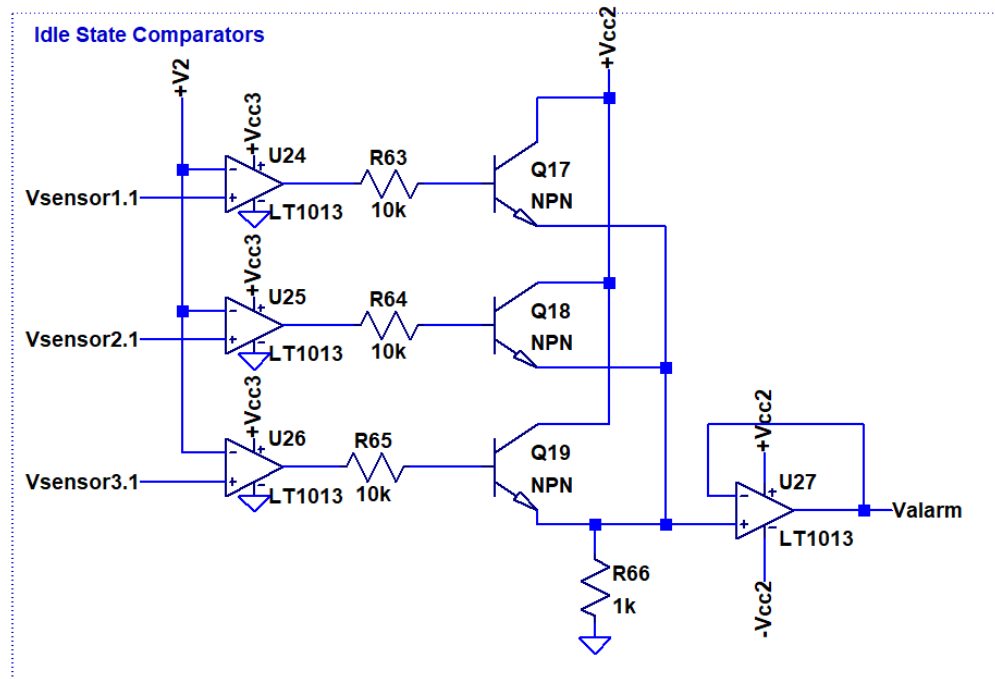 Idle State Comparators
+V2
+Vcc2
+Vcc3
U24
R63
Q17
Vsensor1.1
LT1013
10k
NPN
+Vcc3
U25
R64
Q18
Vsensor2.1
LT1013
10k
NPN
+Vcc3
U26
R65
Q19
Vsensor3.1
LT1013
10k
NPN
+Vcc2
U27
Valarm
LT1013
R66
1k
-Vcc2